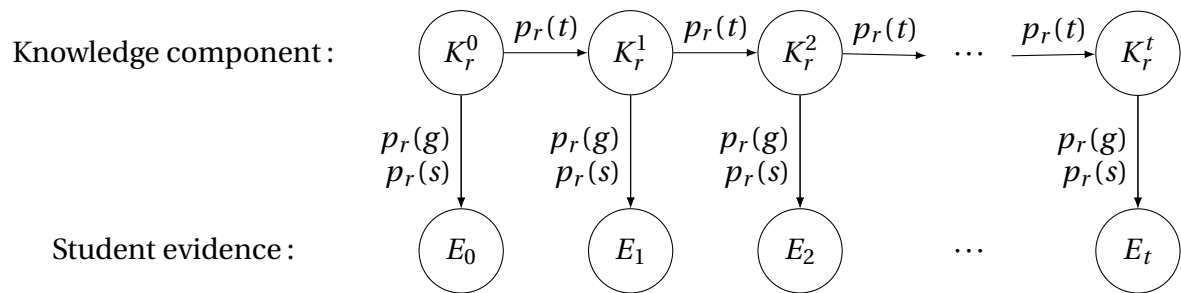 Knowledge component :
p_r(t) p_r(t) p_r(t) p_r(t)
K_r^0 K_r^1 K_r^2 ... K_r^t
p_r(g) p_r(g) p_r(g) p_r(g)
p_r(s) p_r(s) p_r(s) p_r(s)
Student evidence :
E_0 E_1 E_2 ... E_t